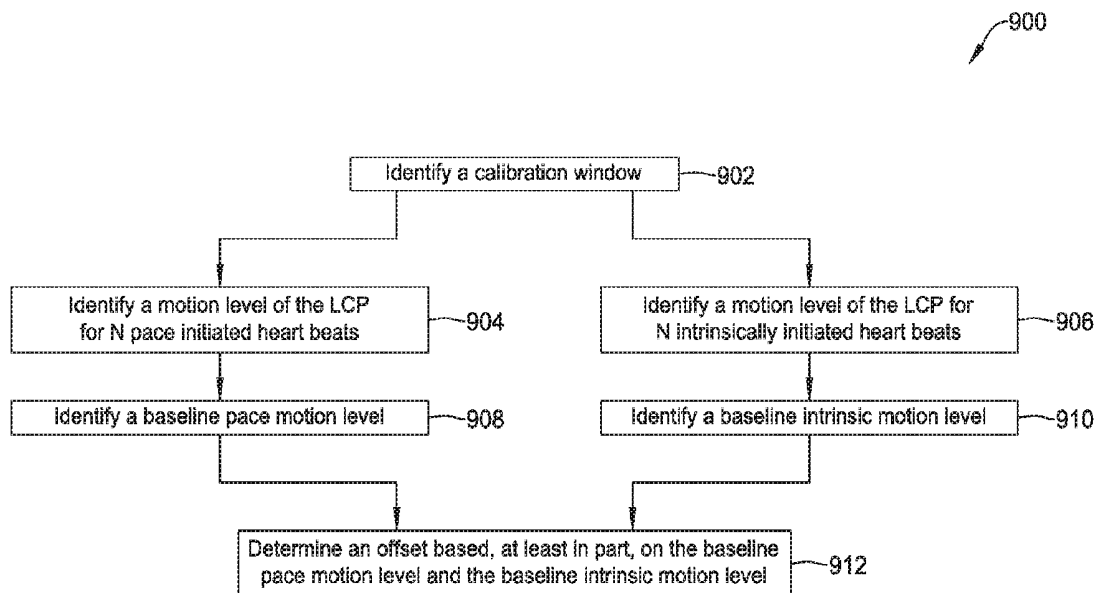 900
Identify a calibration window
902
Identify a motion level of the LCP
for N pace initiated heart beats
904
Identify a motion level of the LCP for
N intrinsically initiated heart beats
906
Identify a baseline pace motion level
908
Identify a baseline intrinsic motion level
910
Determine an offset based, at least in part, on the baseline
pace motion level and the baseline intrinsic motion level
912